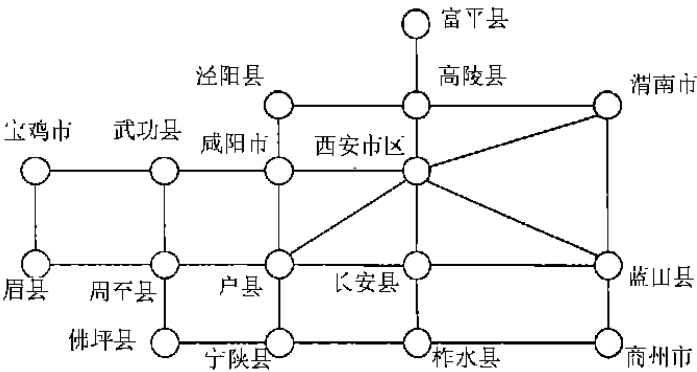 富平县
泾阳县
高陵县
渭南市
宝鸡市
武功县
咸阳市
西安市区
眉县
周至县
户县
长安县
蓝田县
佛坪县
宁陕县
柞水县
商州市